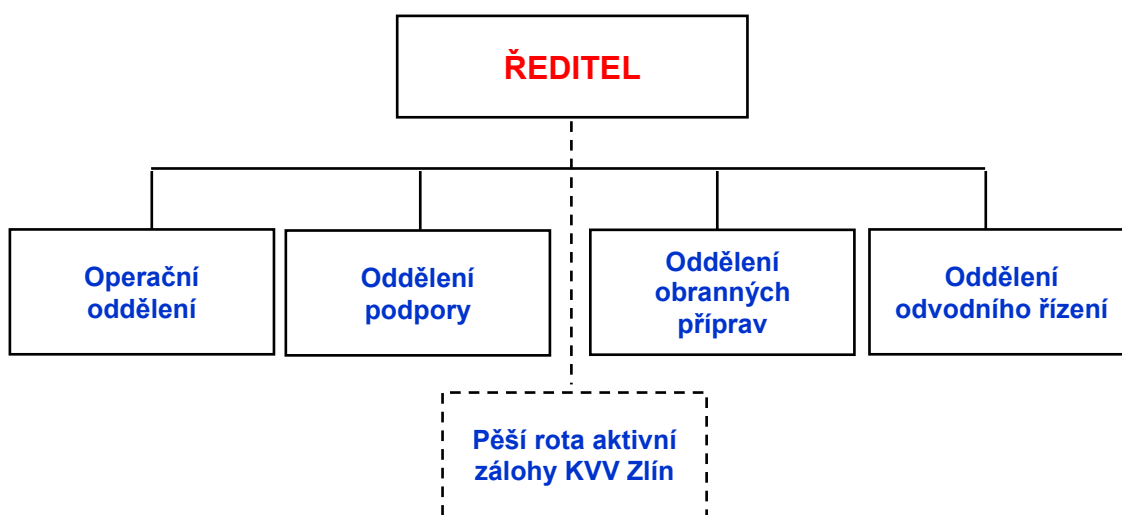 ŘEDITEL
Operační
oddělení
Oddělení
podpory
Oddělení
obranných
příprav
Oddělení
odvodního řízení
Pěší rota aktivní
zálohy KVV Zlín